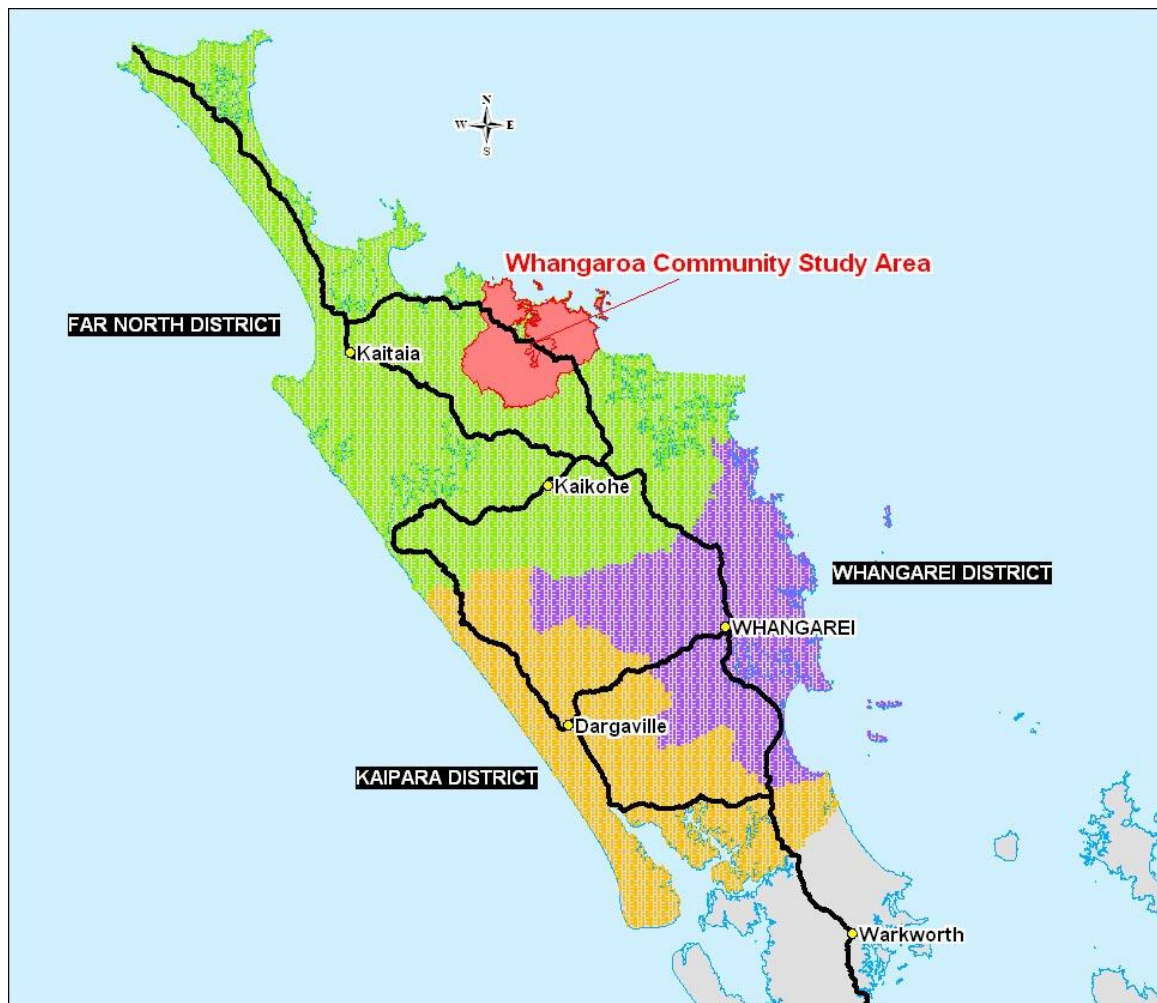 N
W E
S
Whangaroa Community Study Area
FAR NORTH DISTRICT
Kaitaia
Kaikohe
WHANGAREI DISTRICT
WHANGAREI
Dargaville
KAIPARA DISTRICT
Warkworth